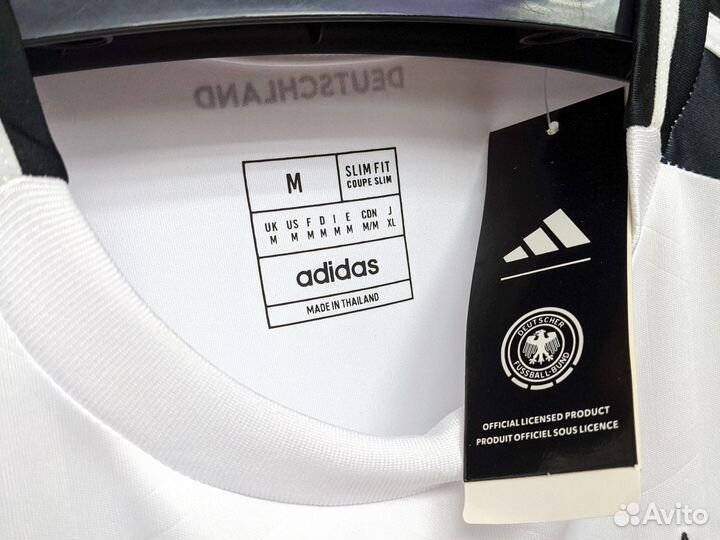 DEUTSCHLAND
M
SLIM FIT
COUPE SLIM
UK US F D I E CDN J
M M M M M M M/M XL
adidas
MADE IN THAILAND
DEUTSCHER
FUSSBALL-BUND
OFFICIAL LICENSED PRODUCT
PRODUIT OFFICIEL SOUS LICENCE
Avito